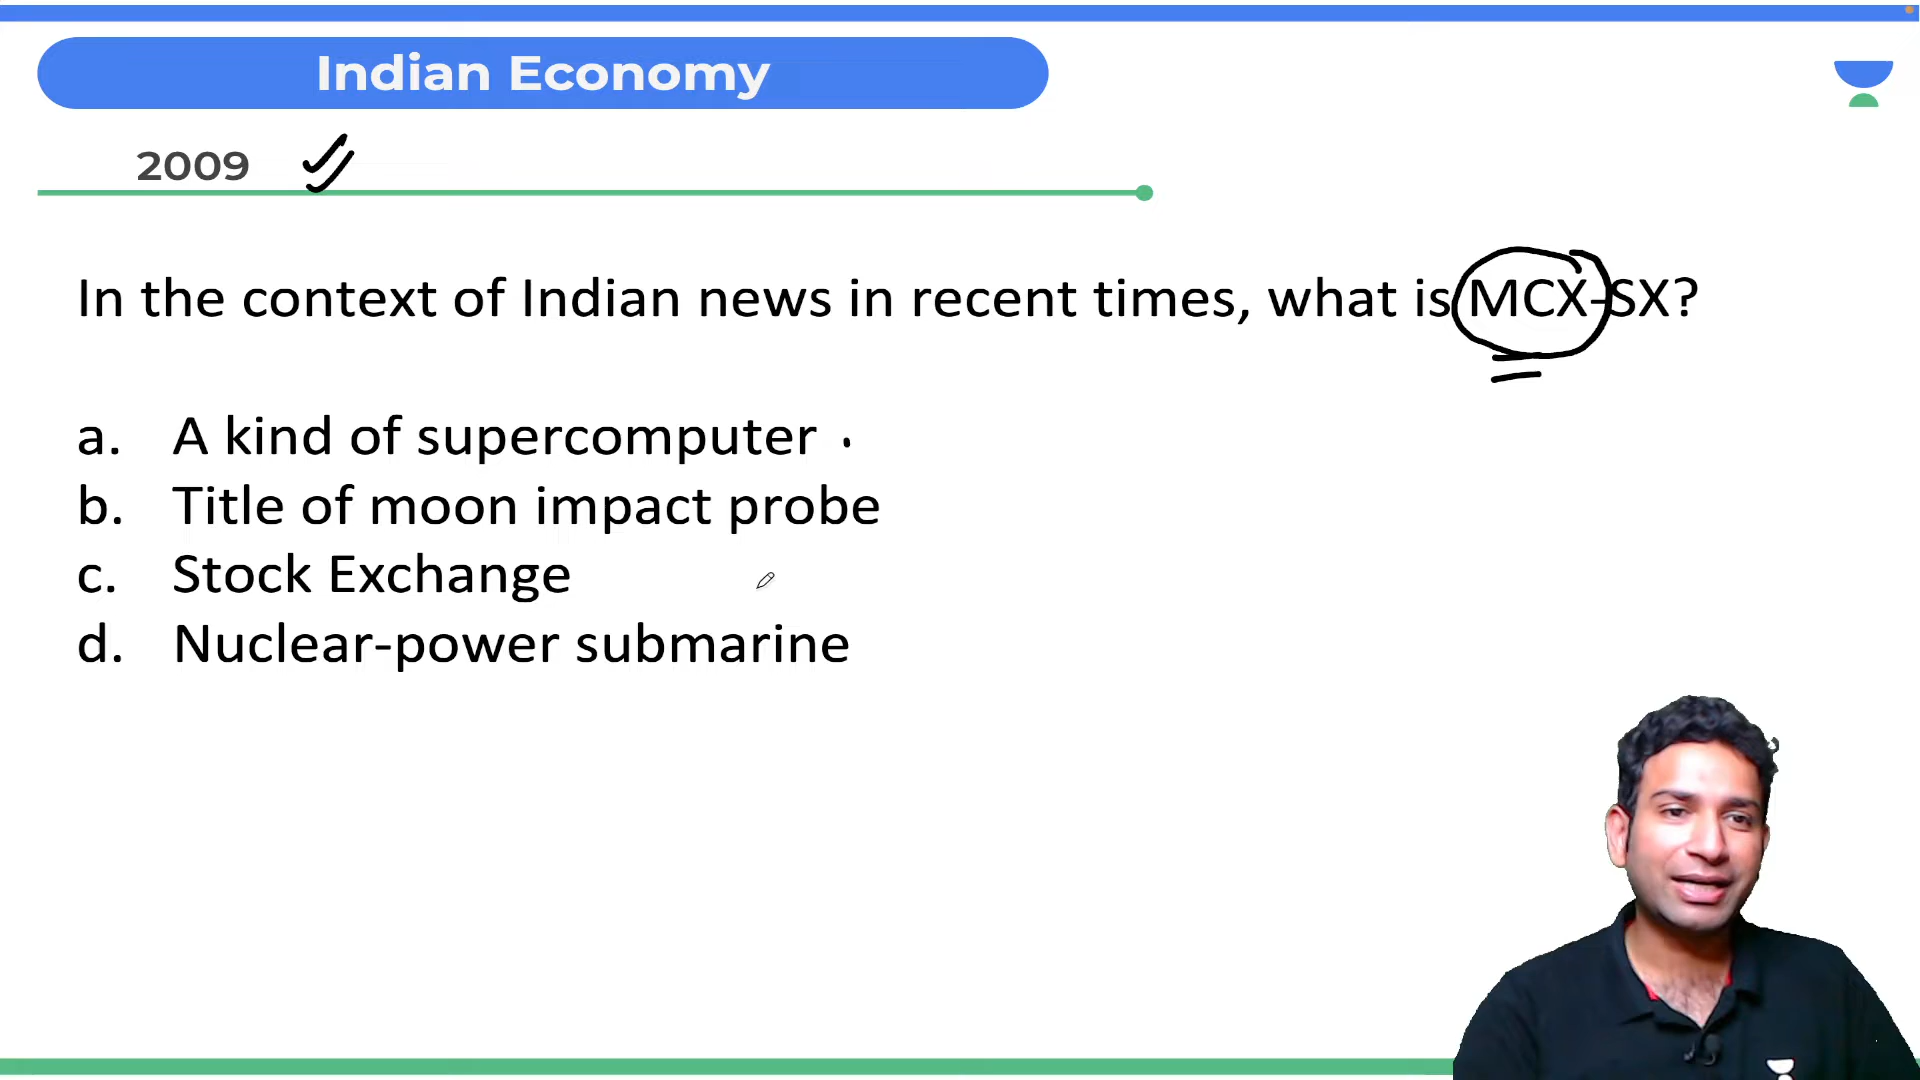 Indian Economy
2009
In the context of Indian news in recent times, what is MCX-SX?
a. A kind of supercomputer
b. Title of moon impact probe
c. Stock Exchange
d. Nuclear-power submarine